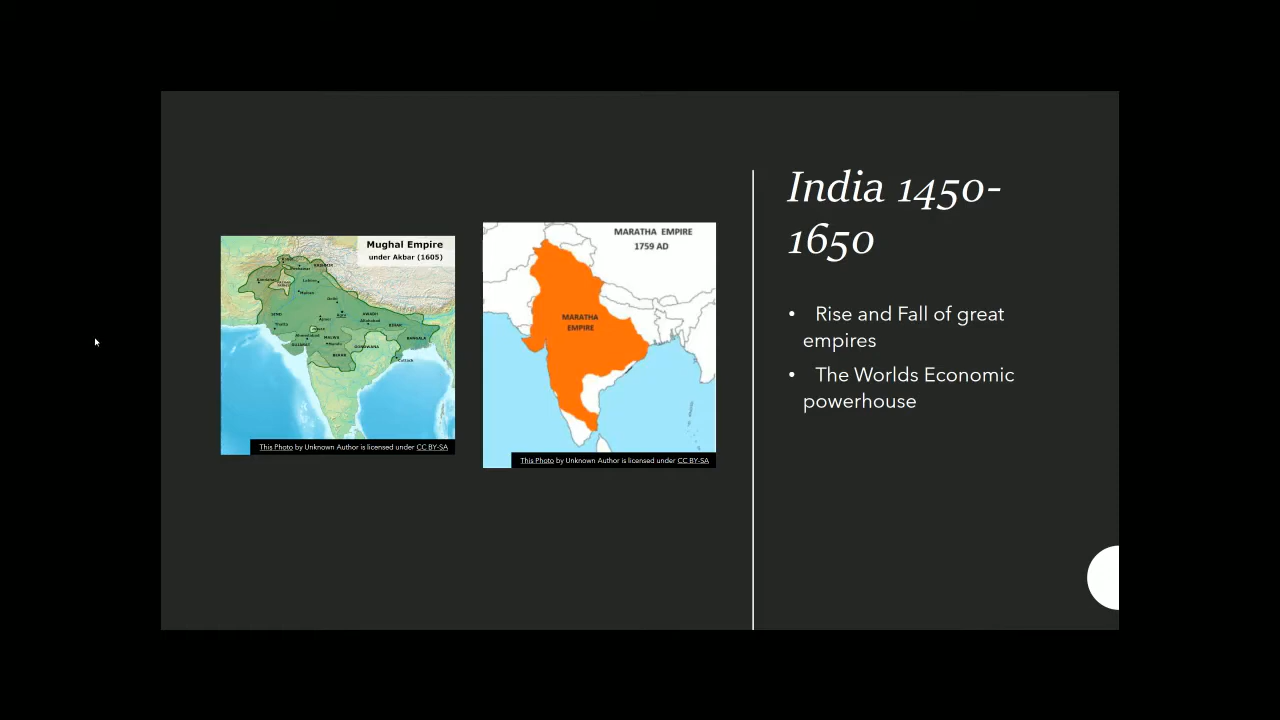 Mughal Empire
under Akbar (1605)
This Photo by Unknown Author is licensed under CC BY-SA
MARATHA EMPIRE
1759 AD
MARATHA
EMPIRE
This Photo by Unknown Author is licensed under CC BY-SA
India 1450-
1650
• Rise and Fall of great
empires
• The Worlds Economic
powerhouse